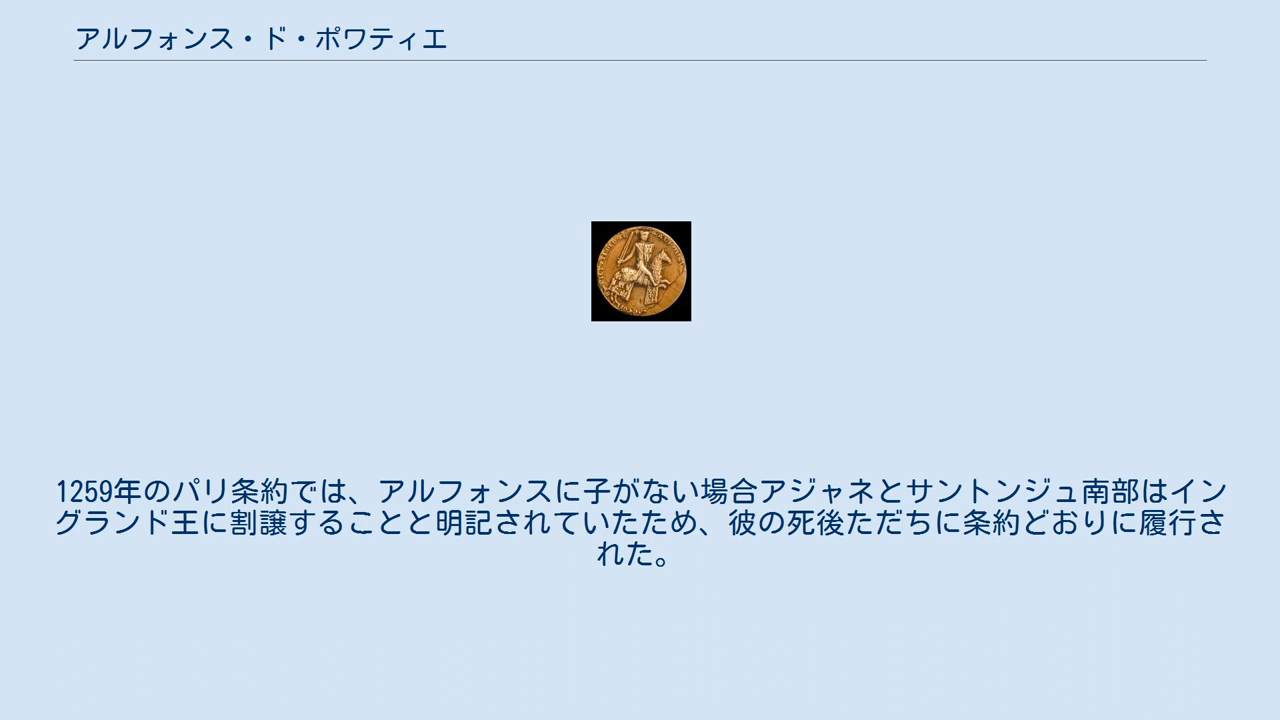 アルフォンス・ド・ポワティエ
1259年のパリ条約では、アルフォンスに子がない場合アジャネとサントンジュ南部はイン
グランド王に割譲することと明記されていたため、彼の死後ただちに条約どおりに履行さ
れた。